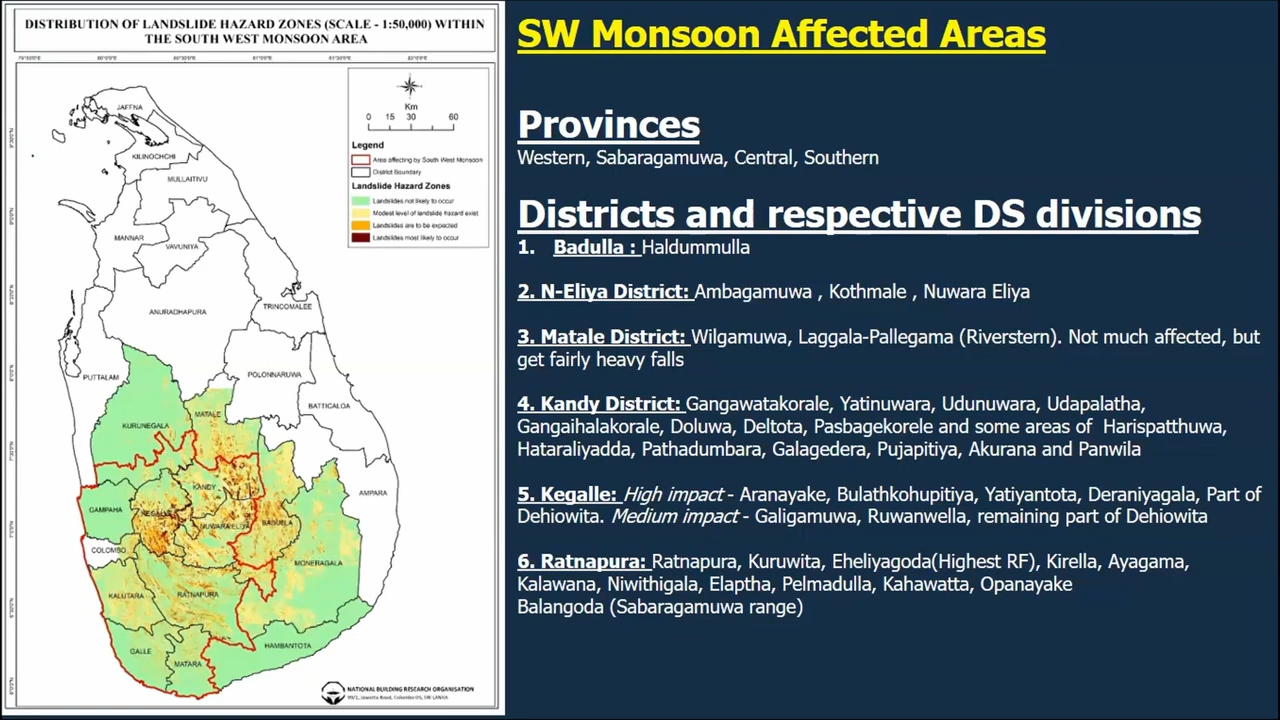 DISTRIBUTION OF LANDSLIDE HAZARD ZONES (SCALE - 1:50,000) WITHIN
THE SOUTH WEST MONSOON AREA
Km
0 15 30 60
Legend
Area affecting by South West Monsoon
District Boundary
Landslide Hazard Zones
Landslides not likely to occur
Modest level of landslide hazard exist
Landslides are to be expected
Landslides most likely to occur
JAFFNA
KILINOCHCHI
MULLAITIVU
MANNAR
VAVUNIYA
TRINCOMALEE
ANURADHAPURA
PUTTALAM
POLONNARUWA
BATTICALOA
MATALE
KURUNEGALA
KANDY
AMPARA
GAMPAHA
KEGALLE
NUWARA ELIYA
BADULLA
COLOMBO
MONERAGALA
KALUTARA
RATNAPURA
GALLE
MATARA
HAMBANTOTA
NATIONAL BUILDING RESEARCH ORGANISATION
SW Monsoon Affected Areas
Provinces
Western, Sabaragamuwa, Central, Southern
Districts and respective DS divisions
1. Badulla : Haldummulla
2. N-Eliya District: Ambagamuwa , Kothmale , Nuwara Eliya
3. Matale District: Wilgamuwa, Laggala-Pallegama (Riverstern). Not much affected, but
get fairly heavy falls
4. Kandy District: Gangawatakorale, Yatinuwara, Udunuwara, Udapalatha,
Gangaihalakorale, Doluwa, Deltota, Pasbagekorele and some areas of Harispatthuwa,
Hataraliyadda, Pathadumbara, Galagedera, Pujapitiya, Akurana and Panwila
5. Kegalle: High impact - Aranayake, Bulathkohupitiya, Yatiyantota, Deraniyagala, Part of
Dehiowita. Medium impact - Galigamuwa, Ruwanwella, remaining part of Dehiowita
6. Ratnapura: Ratnapura, Kuruwita, Eheliyagoda(Highest RF), Kirella, Ayagama,
Kalawana, Niwithigala, Elaptha, Pelmadulla, Kahawatta, Opanayake
Balangoda (Sabaragamuwa range)